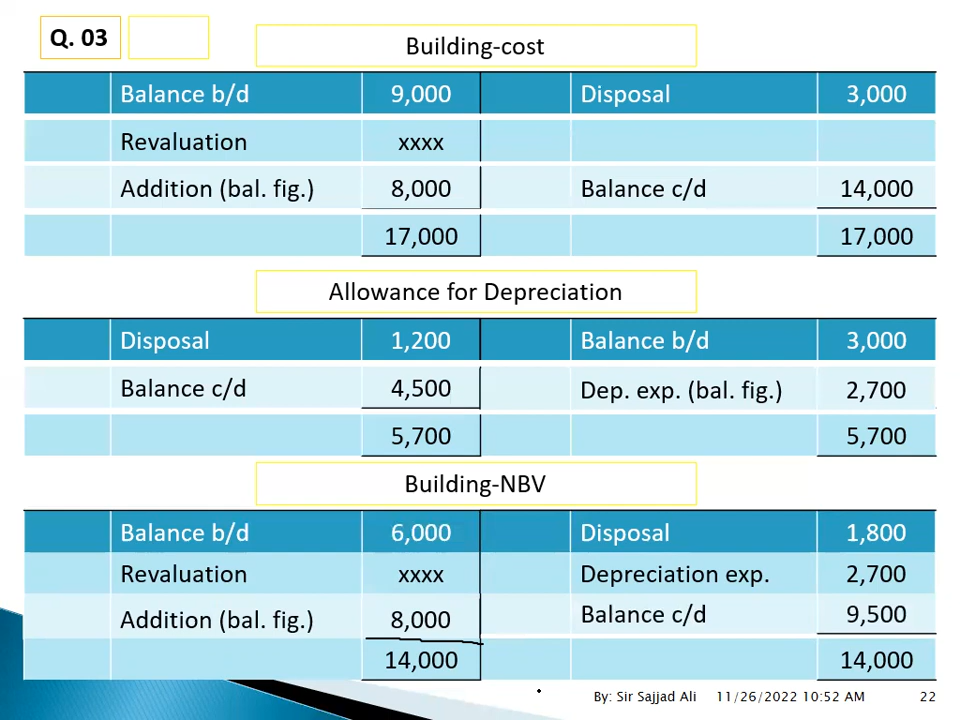 Q. 03
Building-cost
Balance b/d 9,000 Disposal 3,000
Revaluation xxxx
Addition (bal. fig.) 8,000 Balance c/d 14,000
17,000 17,000
Allowance for Depreciation
Disposal 1,200 Balance b/d 3,000
Balance c/d 4,500 Dep. exp. (bal. fig.) 2,700
5,700 5,700
Building-NBV
Balance b/d 6,000 Disposal 1,800
Revaluation xxxx Depreciation exp. 2,700
Addition (bal. fig.) 8,000 Balance c/d 9,500
14,000 14,000
By: Sir Sajjad Ali 11/26/2022 10:52 AM 22